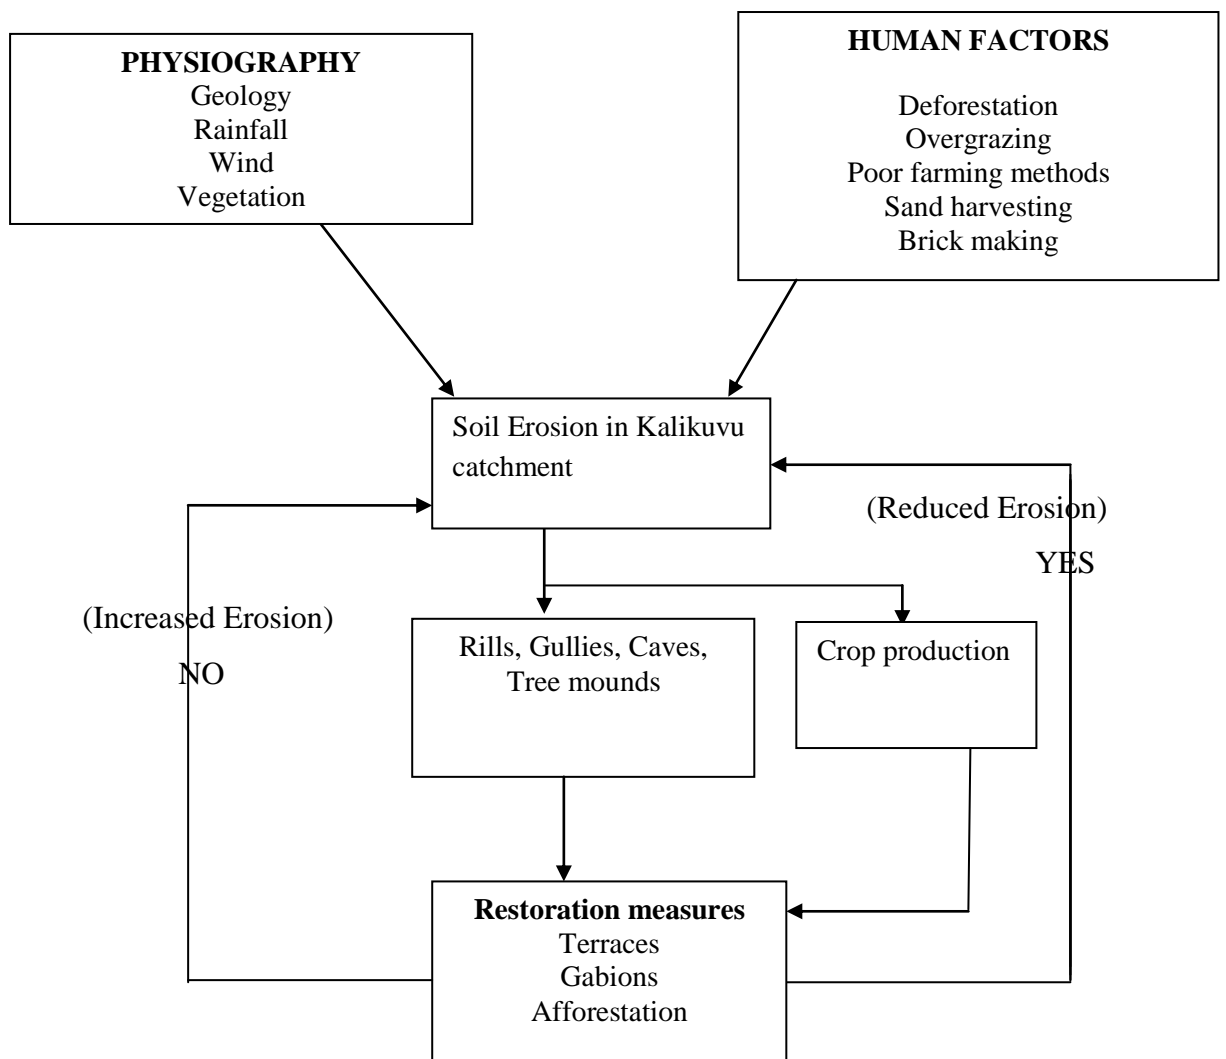 PHYSIOGRAPHY
Geology
Rainfall
Wind
Vegetation
HUMAN FACTORS
Deforestation
Overgrazing
Poor farming methods
Sand harvesting
Brick making
Soil Erosion in Kalikuvu
catchment
(Reduced Erosion)
YES
(Increased Erosion)
NO
Rills, Gullies, Caves,
Tree mounds
Crop production
Restoration measures
Terraces
Gabions
Afforestation